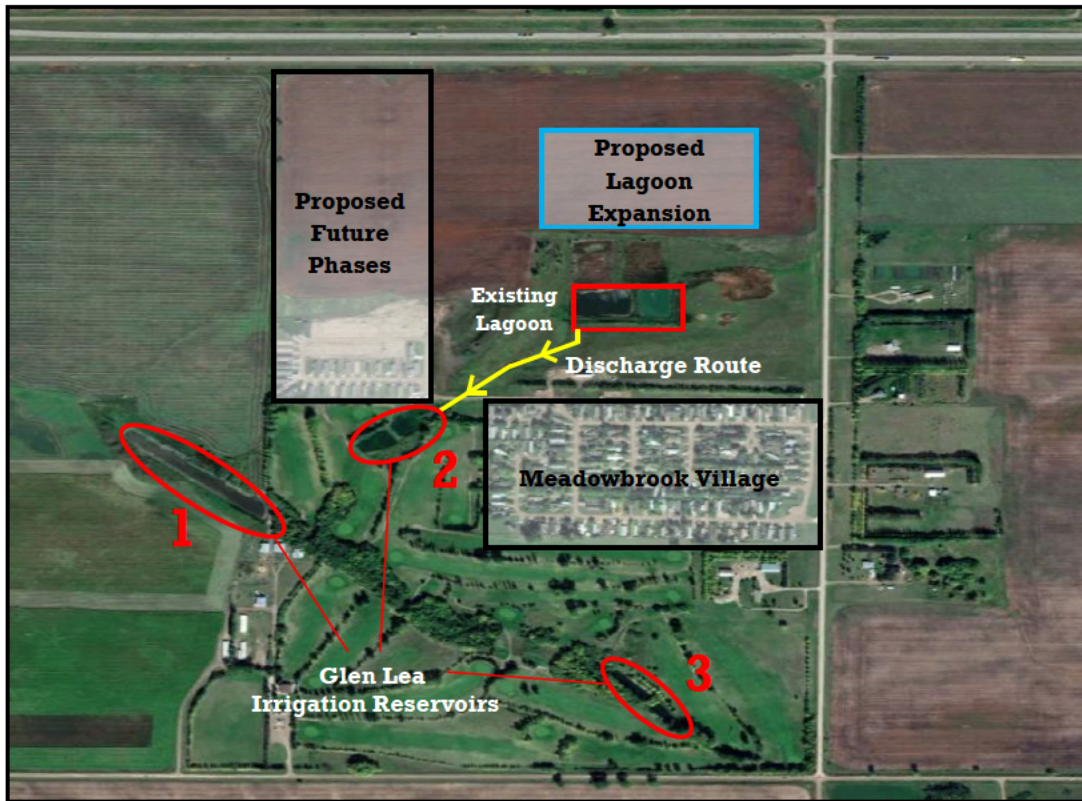 Proposed
Lagoon
Expansion
Proposed
Future
Phases
Existing
Lagoon
Discharge Route
2
Meadowbrook Village
1
3
Glen Lea
Irrigation Reservoirs